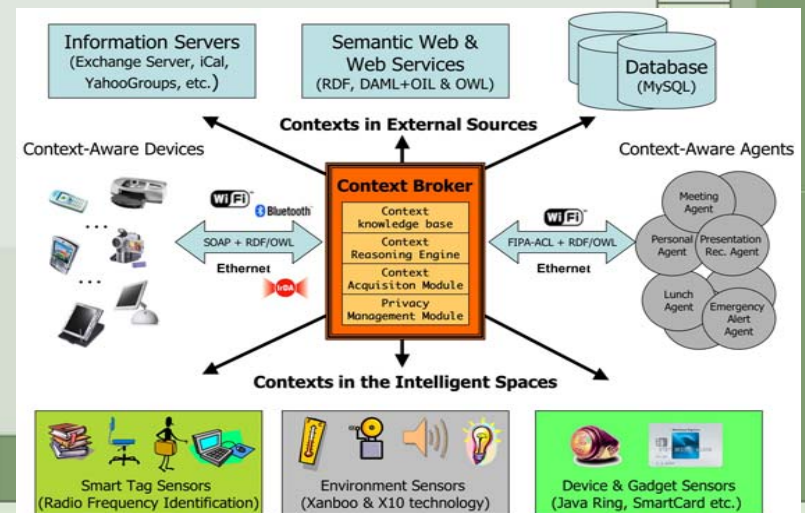 Information Servers
(Exchange Server, iCal,
YahooGroups, etc.)
Semantic Web &
Web Services
(RDF, DAML+OIL & OWL)
Database
(MySQL)
Contexts in External Sources
Context-Aware Devices
Context-Aware Agents
WiFi
Bluetooth
SOAP + RDF/OWL
Ethernet
IrDA
Context Broker
Context
knowledge base
Context
Reasoning Engine
Context
Acquisiton Module
Privacy
Management Module
WiFi
FIPA-ACL + RDF/OWL
Ethernet
Meeting
Agent
Personal
Agent
Presentation
Rec. Agent
Lunch
Agent
Emergency
Alert
Agent
Contexts in the Intelligent Spaces
Smart Tag Sensors
(Radio Frequency Identification)
Environment Sensors
(Xanboo & X10 technology)
Device & Gadget Sensors
(Java Ring, SmartCard etc.)